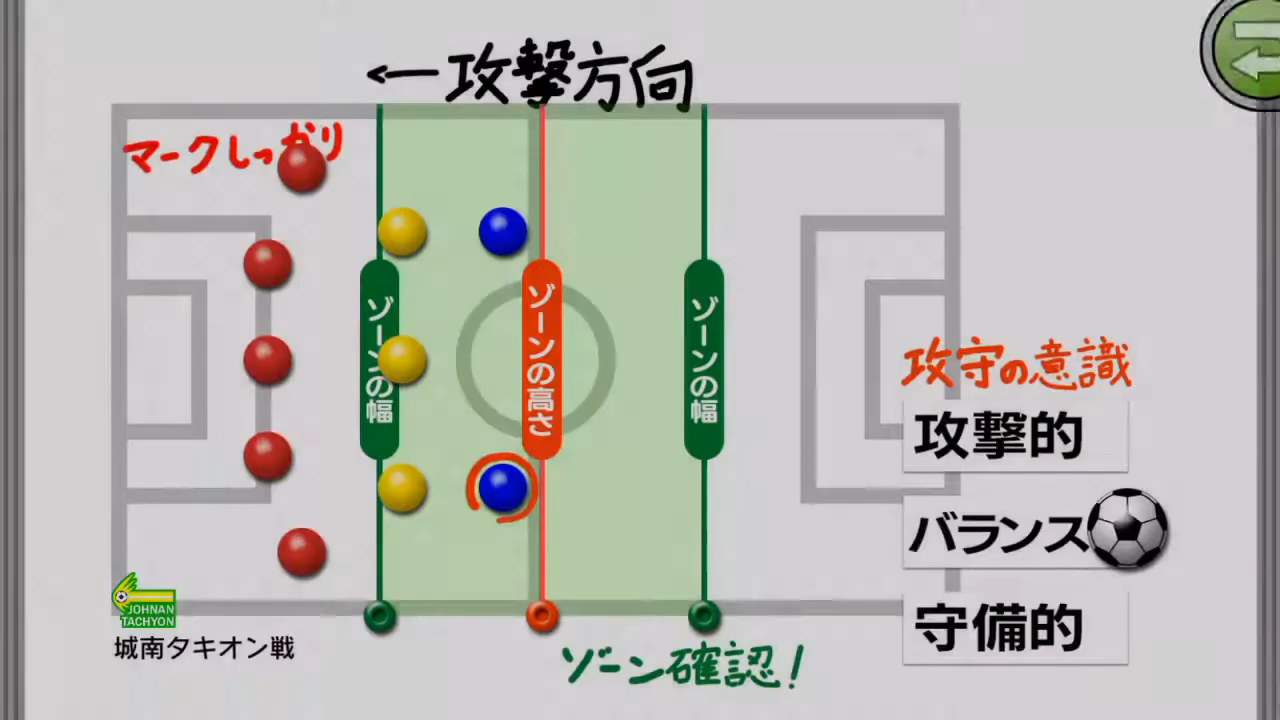 ←攻撃方向
マークしっかり
ゾーンの幅
ゾーンの高さ
ゾーンの幅
攻守の意識
攻撃的
バランス
守備的
JOHNAN
TACHYON
城南タキオン戦
ゾーン確認!